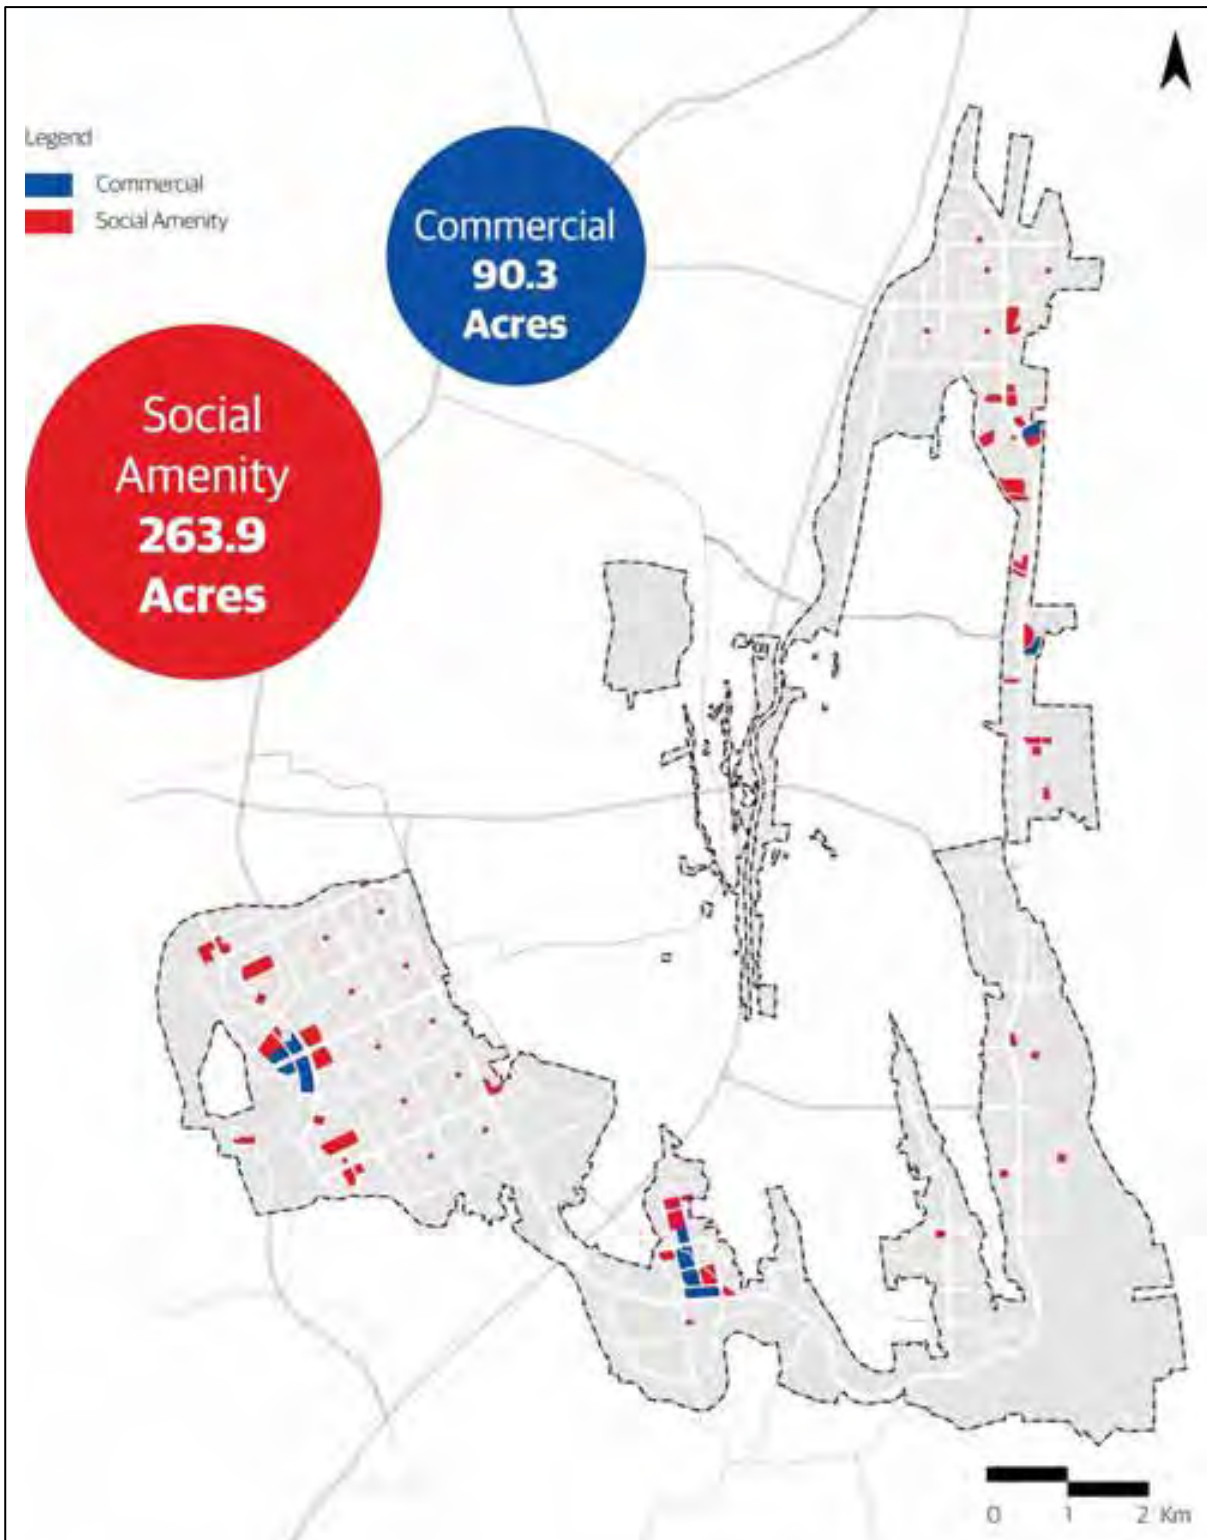 Legend
Commercial
Social Amenity
Commercial
90.3
Acres
Social
Amenity
263.9
Acres
0 1 2 Km